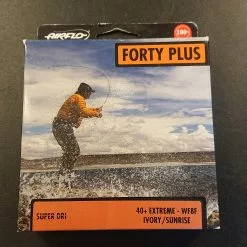 AIRFLO
FORTY PLUS
SUPER DRI
40+ EXTREME - WF8F
IVORY/SUNRISE